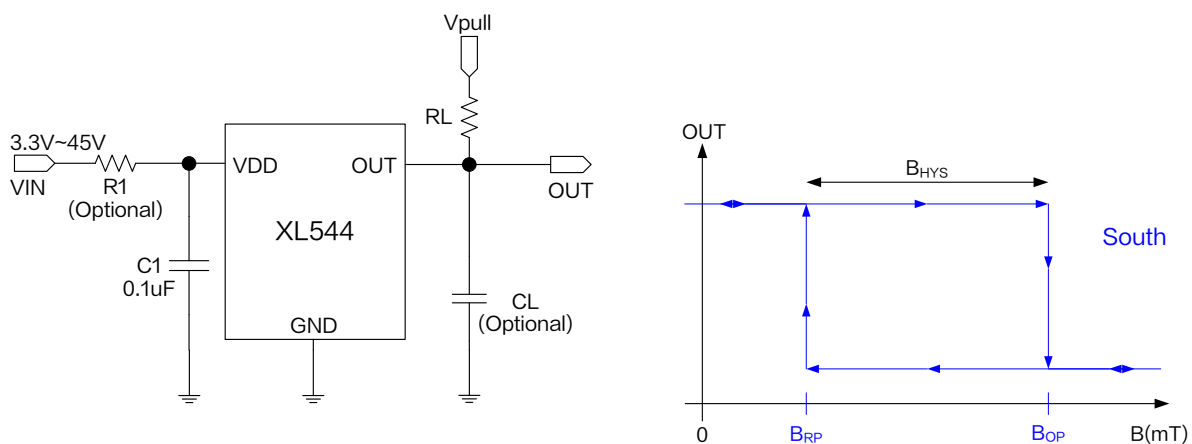 Vpull
RL
3.3V~45V
VIN
R1
(Optional)
VDD
OUT
OUT
XL544
C1
0.1uF
GND
CL
(Optional)
OUT
BHYS
South
0
BRP
BOP
B(mT)